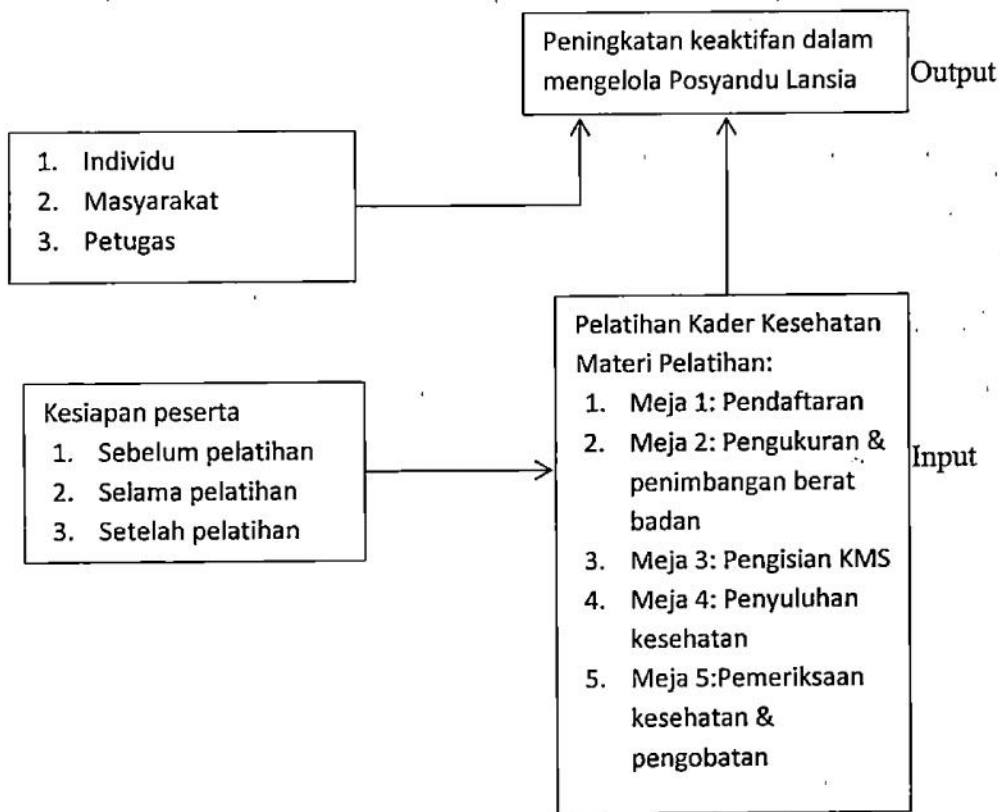 Peningkatan keaktifan dalam
mengelola Posyandu Lansia
Output
1. Individu
2. Masyarakat
3. Petugas
Kesiapan peserta
1. Sebelum pelatihan
2. Selama pelatihan
3. Setelah pelatihan
Pelatihan Kader Kesehatan
Materi Pelatihan:
1. Meja 1: Pendaftaran
2. Meja 2: Pengukuran &
penimbangan berat
badan
3. Meja 3: Pengisian KMS
4. Meja 4: Penyuluhan
kesehatan
5. Meja 5:Pemeriksaan
kesehatan &
pengobatan
Input